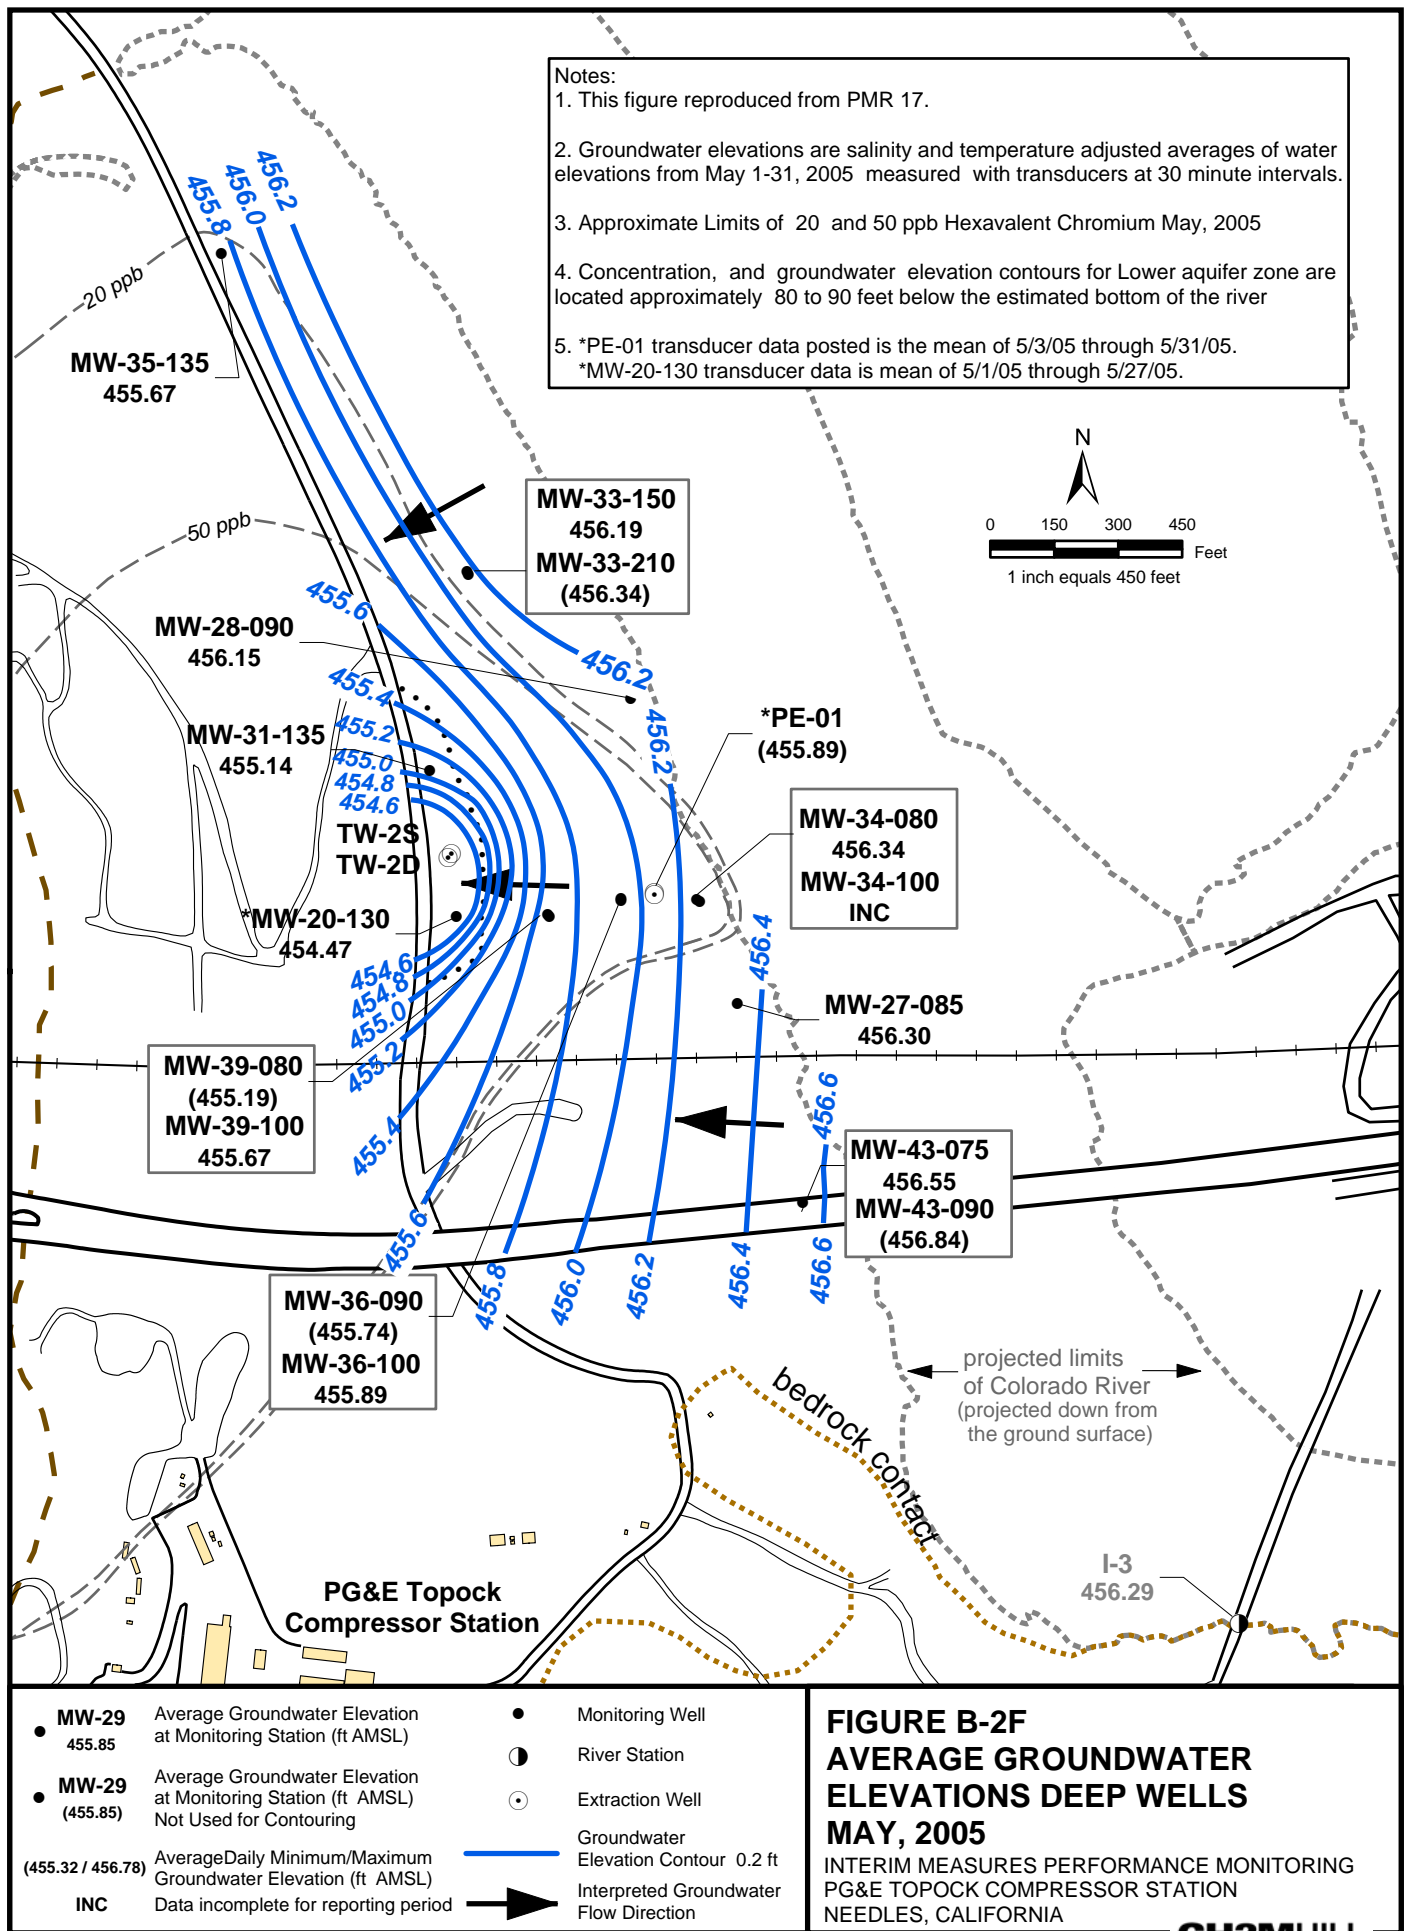 Notes:
1. This figure reproduced from PMR 17.
2. Groundwater elevations are salinity and temperature adjusted averages of water
elevations from May 1-31, 2005 measured with transducers at 30 minute intervals.
3. Approximate Limits of 20 and 50 ppb Hexavalent Chromium May, 2005
4. Concentration, and groundwater elevation contours for Lower aquifer zone are
located approximately 80 to 90 feet below the estimated bottom of the river
5. *PE-01 transducer data posted is the mean of 5/3/05 through 5/31/05.
*MW-20-130 transducer data is mean of 5/1/05 through 5/27/05.
455.8
456.0
456.2
20 ppb
MW-35-135
455.67
N
0 150 300 450
Feet
1 inch equals 450 feet
MW-33-150
456.19
MW-33-210
(456.34)
50 ppb
455.6
MW-28-090
456.15
456.2
455.4
456.2
*PE-01
(455.89)
MW-31-135
455.14
455.2
455.0
454.8
454.6
TW-2S
TW-2D
MW-34-080
456.34
MW-34-100
INC
*MW-20-130
454.47
456.4
454.6
454.8
455.0
455.2
MW-27-085
456.30
MW-39-080
(455.19)
MW-39-100
455.67
455.4
456.6
MW-43-075
456.55
MW-43-090
(456.84)
455.6
455.8
456.0
456.2
456.4
456.6
MW-36-090
(455.74)
MW-36-100
455.89
projected limits
of Colorado River
(projected down from
the ground surface)
bedrock contact
I-3
456.29
PG&E Topock
Compressor Station
MW-29
455.85
Average Groundwater Elevation
at Monitoring Station (ft AMSL)
MW-29
(455.85)
Average Groundwater Elevation
at Monitoring Station (ft AMSL)
Not Used for Contouring
(455.32 / 456.78)
AverageDaily Minimum/Maximum
Groundwater Elevation (ft AMSL)
INC
Data incomplete for reporting period
Monitoring Well
River Station
Extraction Well
Groundwater
Elevation Contour 0.2 ft
Interpreted Groundwater
Flow Direction
FIGURE B-2F
AVERAGE GROUNDWATER
ELEVATIONS DEEP WELLS
MAY, 2005
INTERIM MEASURES PERFORMANCE MONITORING
PG&E TOPOCK COMPRESSOR STATION
NEEDLES, CALIFORNIA